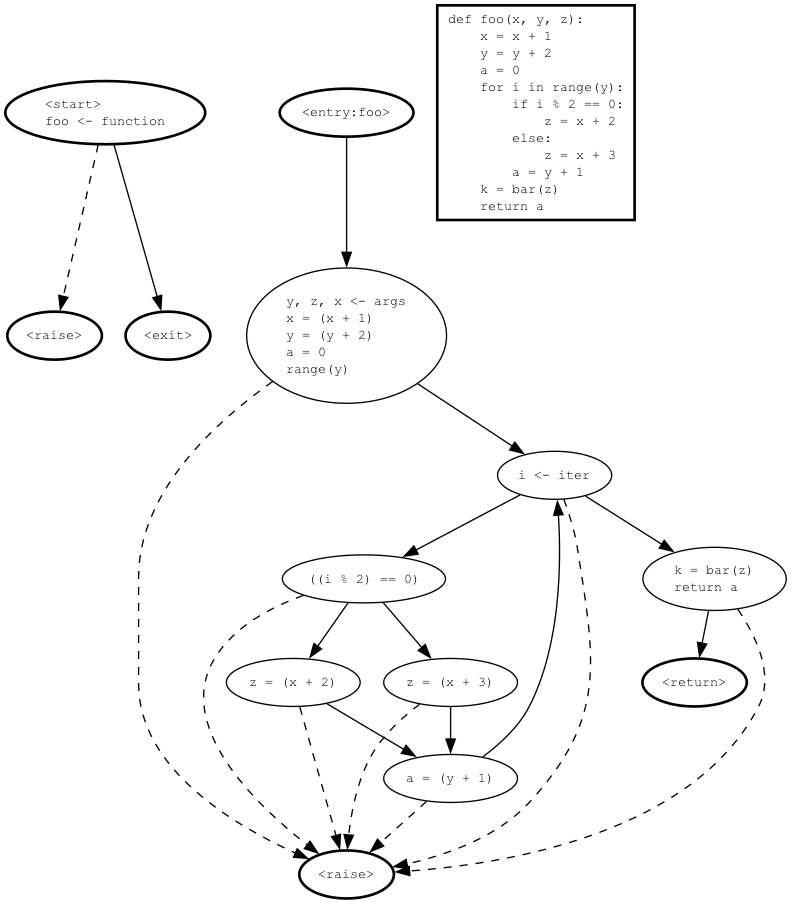 def foo(x, y, z):
    x = x + 1
    y = y + 2
    a = 0
    for i in range(y):
        if i % 2 == 0:
            z = x + 2
        else:
            z = x + 3
        a = y + 1
    k = bar(z)
    return a
<start>
foo <- function
<entry:foo>
<raise>
<exit>
y, z, x <- args
x = (x + 1)
y = (y + 2)
a = 0
range(y)
i <- iter
((i % 2) == 0)
k = bar(z)
return a
z = (x + 2)
z = (x + 3)
<return>
a = (y + 1)
<raise>